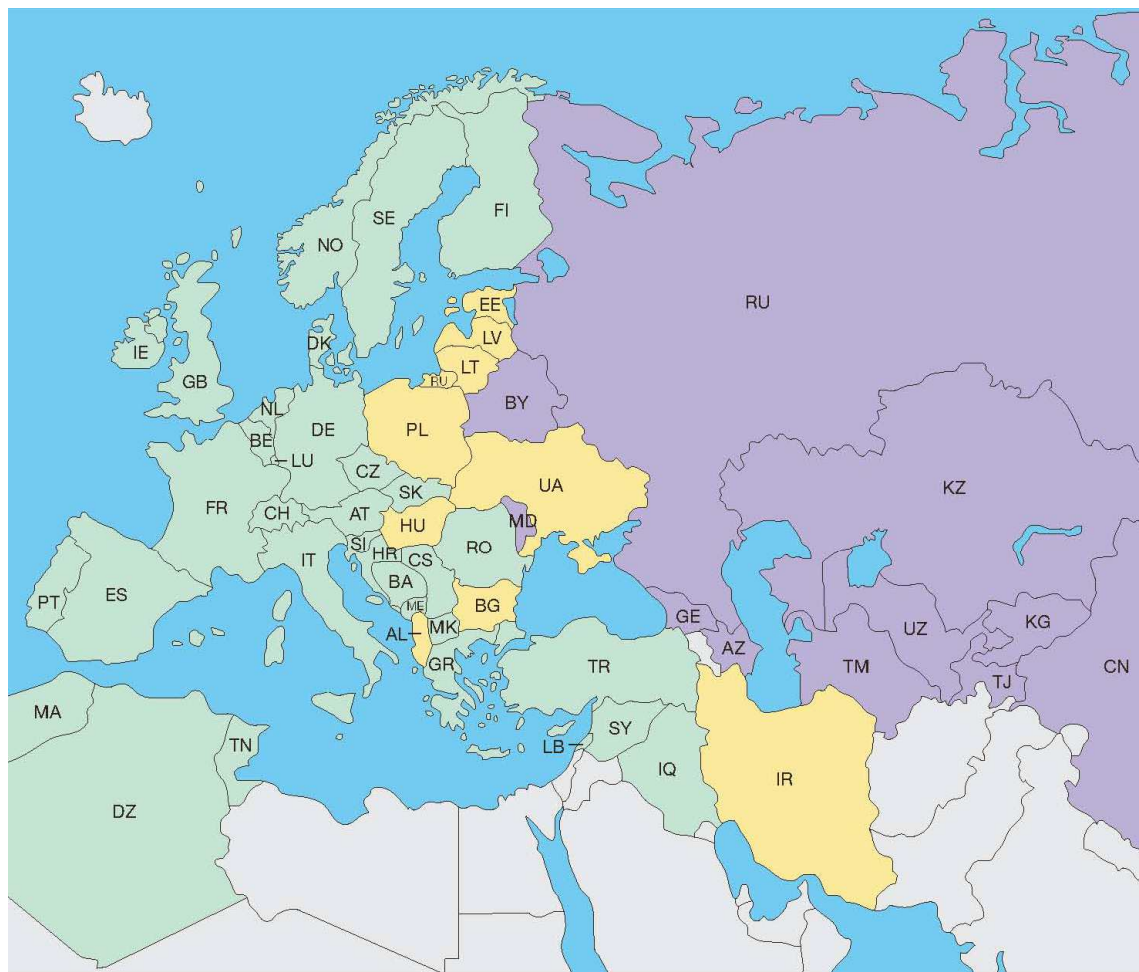 NO
SE
FI
RU
EE
LV
LT
RU
DK
IE
GB
NL
BE
DE
LU
PL
BY
CZ
SK
UA
KZ
FR
CH
AT
HU
MD
SI
HR
CS
RO
IT
BA
ME
BG
PT
ES
AL
MK
GR
GE
AZ
UZ
KG
TM
TJ
CN
TR
MA
TN
LB
SY
IQ
IR
DZ